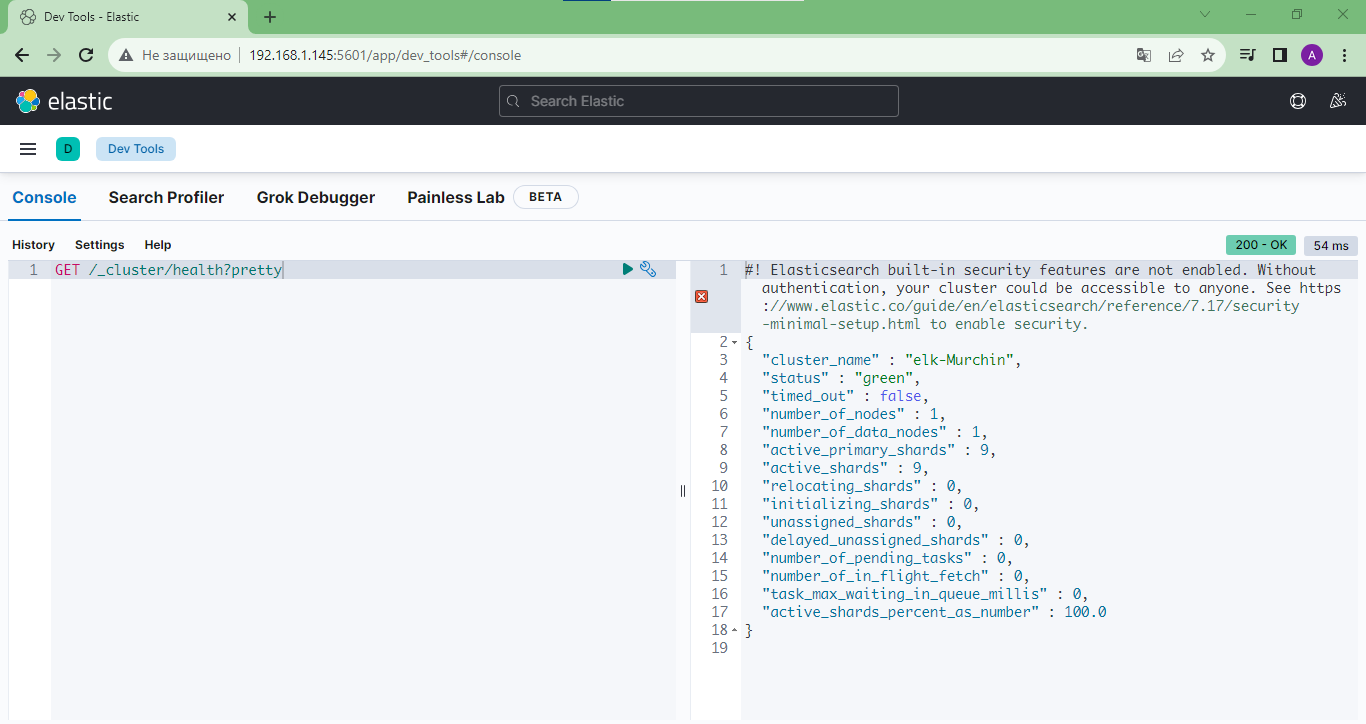 Dev Tools - Elastic
Не защищено 192.168.1.145:5601/app/dev_tools#/console
A
elastic
Search Elastic
D Dev Tools
Console Search Profiler Grok Debugger Painless Lab BETA
History Settings Help
200 - OK 54 ms
1 GET /_cluster/health?pretty
1 #! Elasticsearch built-in security features are not enabled. Without
authentication, your cluster could be accessible to anyone. See https
://www.elastic.co/guide/en/elasticsearch/reference/7.17/security
-minimal-setup.html to enable security.
2 {
3 "cluster_name" : "elk-Murchin",
4 "status" : "green",
5 "timed_out" : false,
6 "number_of_nodes" : 1,
7 "number_of_data_nodes" : 1,
8 "active_primary_shards" : 9,
9 "active_shards" : 9,
10 "relocating_shards" : 0,
11 "initializing_shards" : 0,
12 "unassigned_shards" : 0,
13 "delayed_unassigned_shards" : 0,
14 "number_of_pending_tasks" : 0,
15 "number_of_in_flight_fetch" : 0,
16 "task_max_waiting_in_queue_millis" : 0,
17 "active_shards_percent_as_number" : 100.0
18 }
19